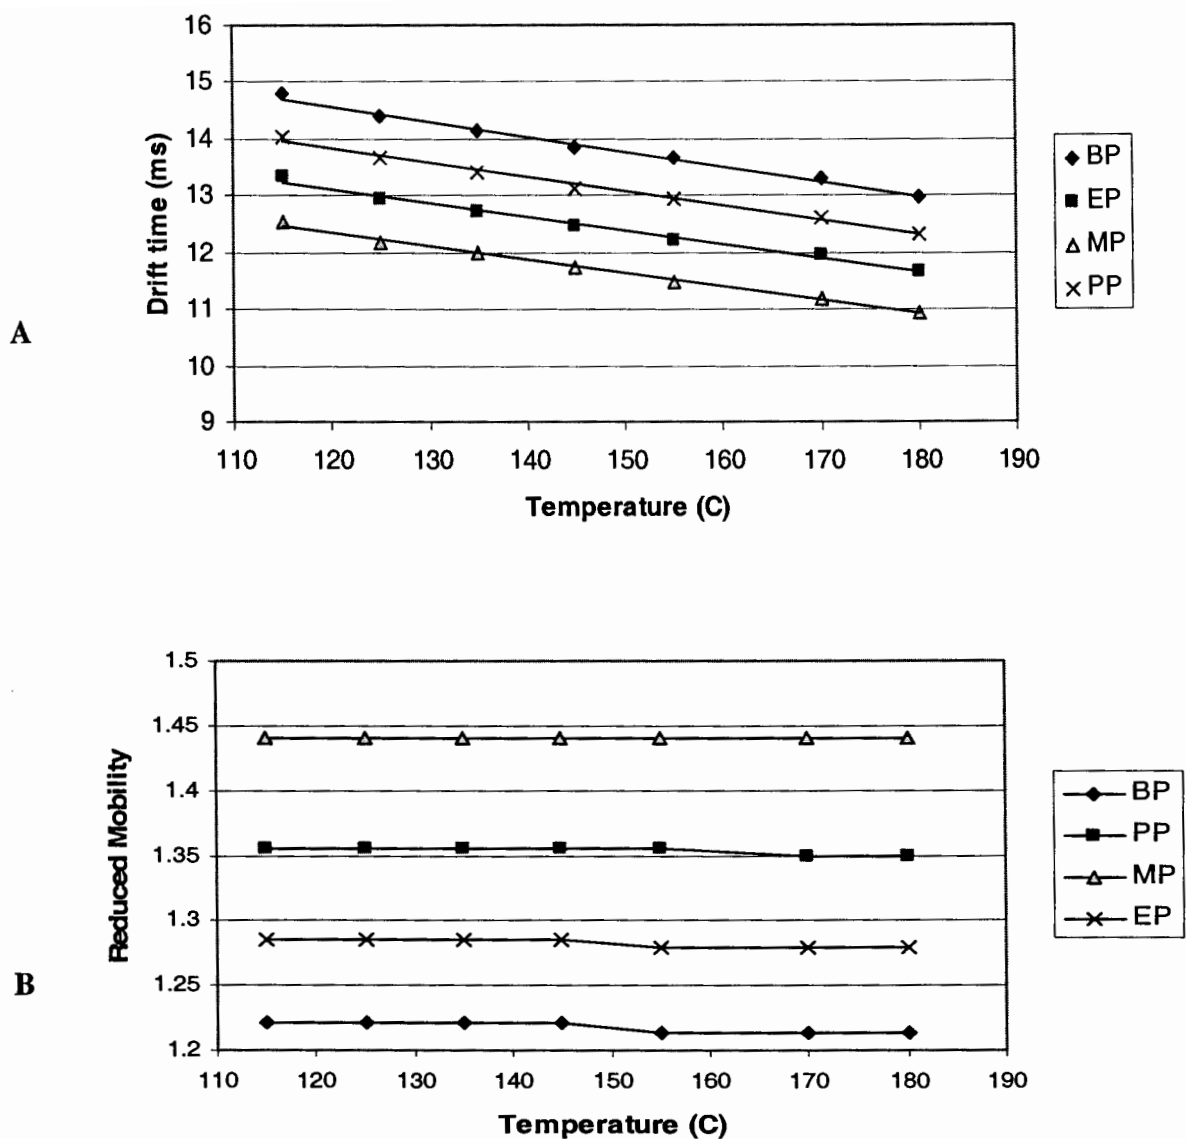 16
15
14
13
12
11
10
9
Drift time (ms)
110 120 130 140 150 160 170 180 190
Temperature (C)
BP
EP
MP
PP
A
1.5
1.45
1.4
1.35
1.3
1.25
1.2
Reduced Mobility
110 120 130 140 150 160 170 180 190
Temperature (C)
BP
PP
MP
EP
B